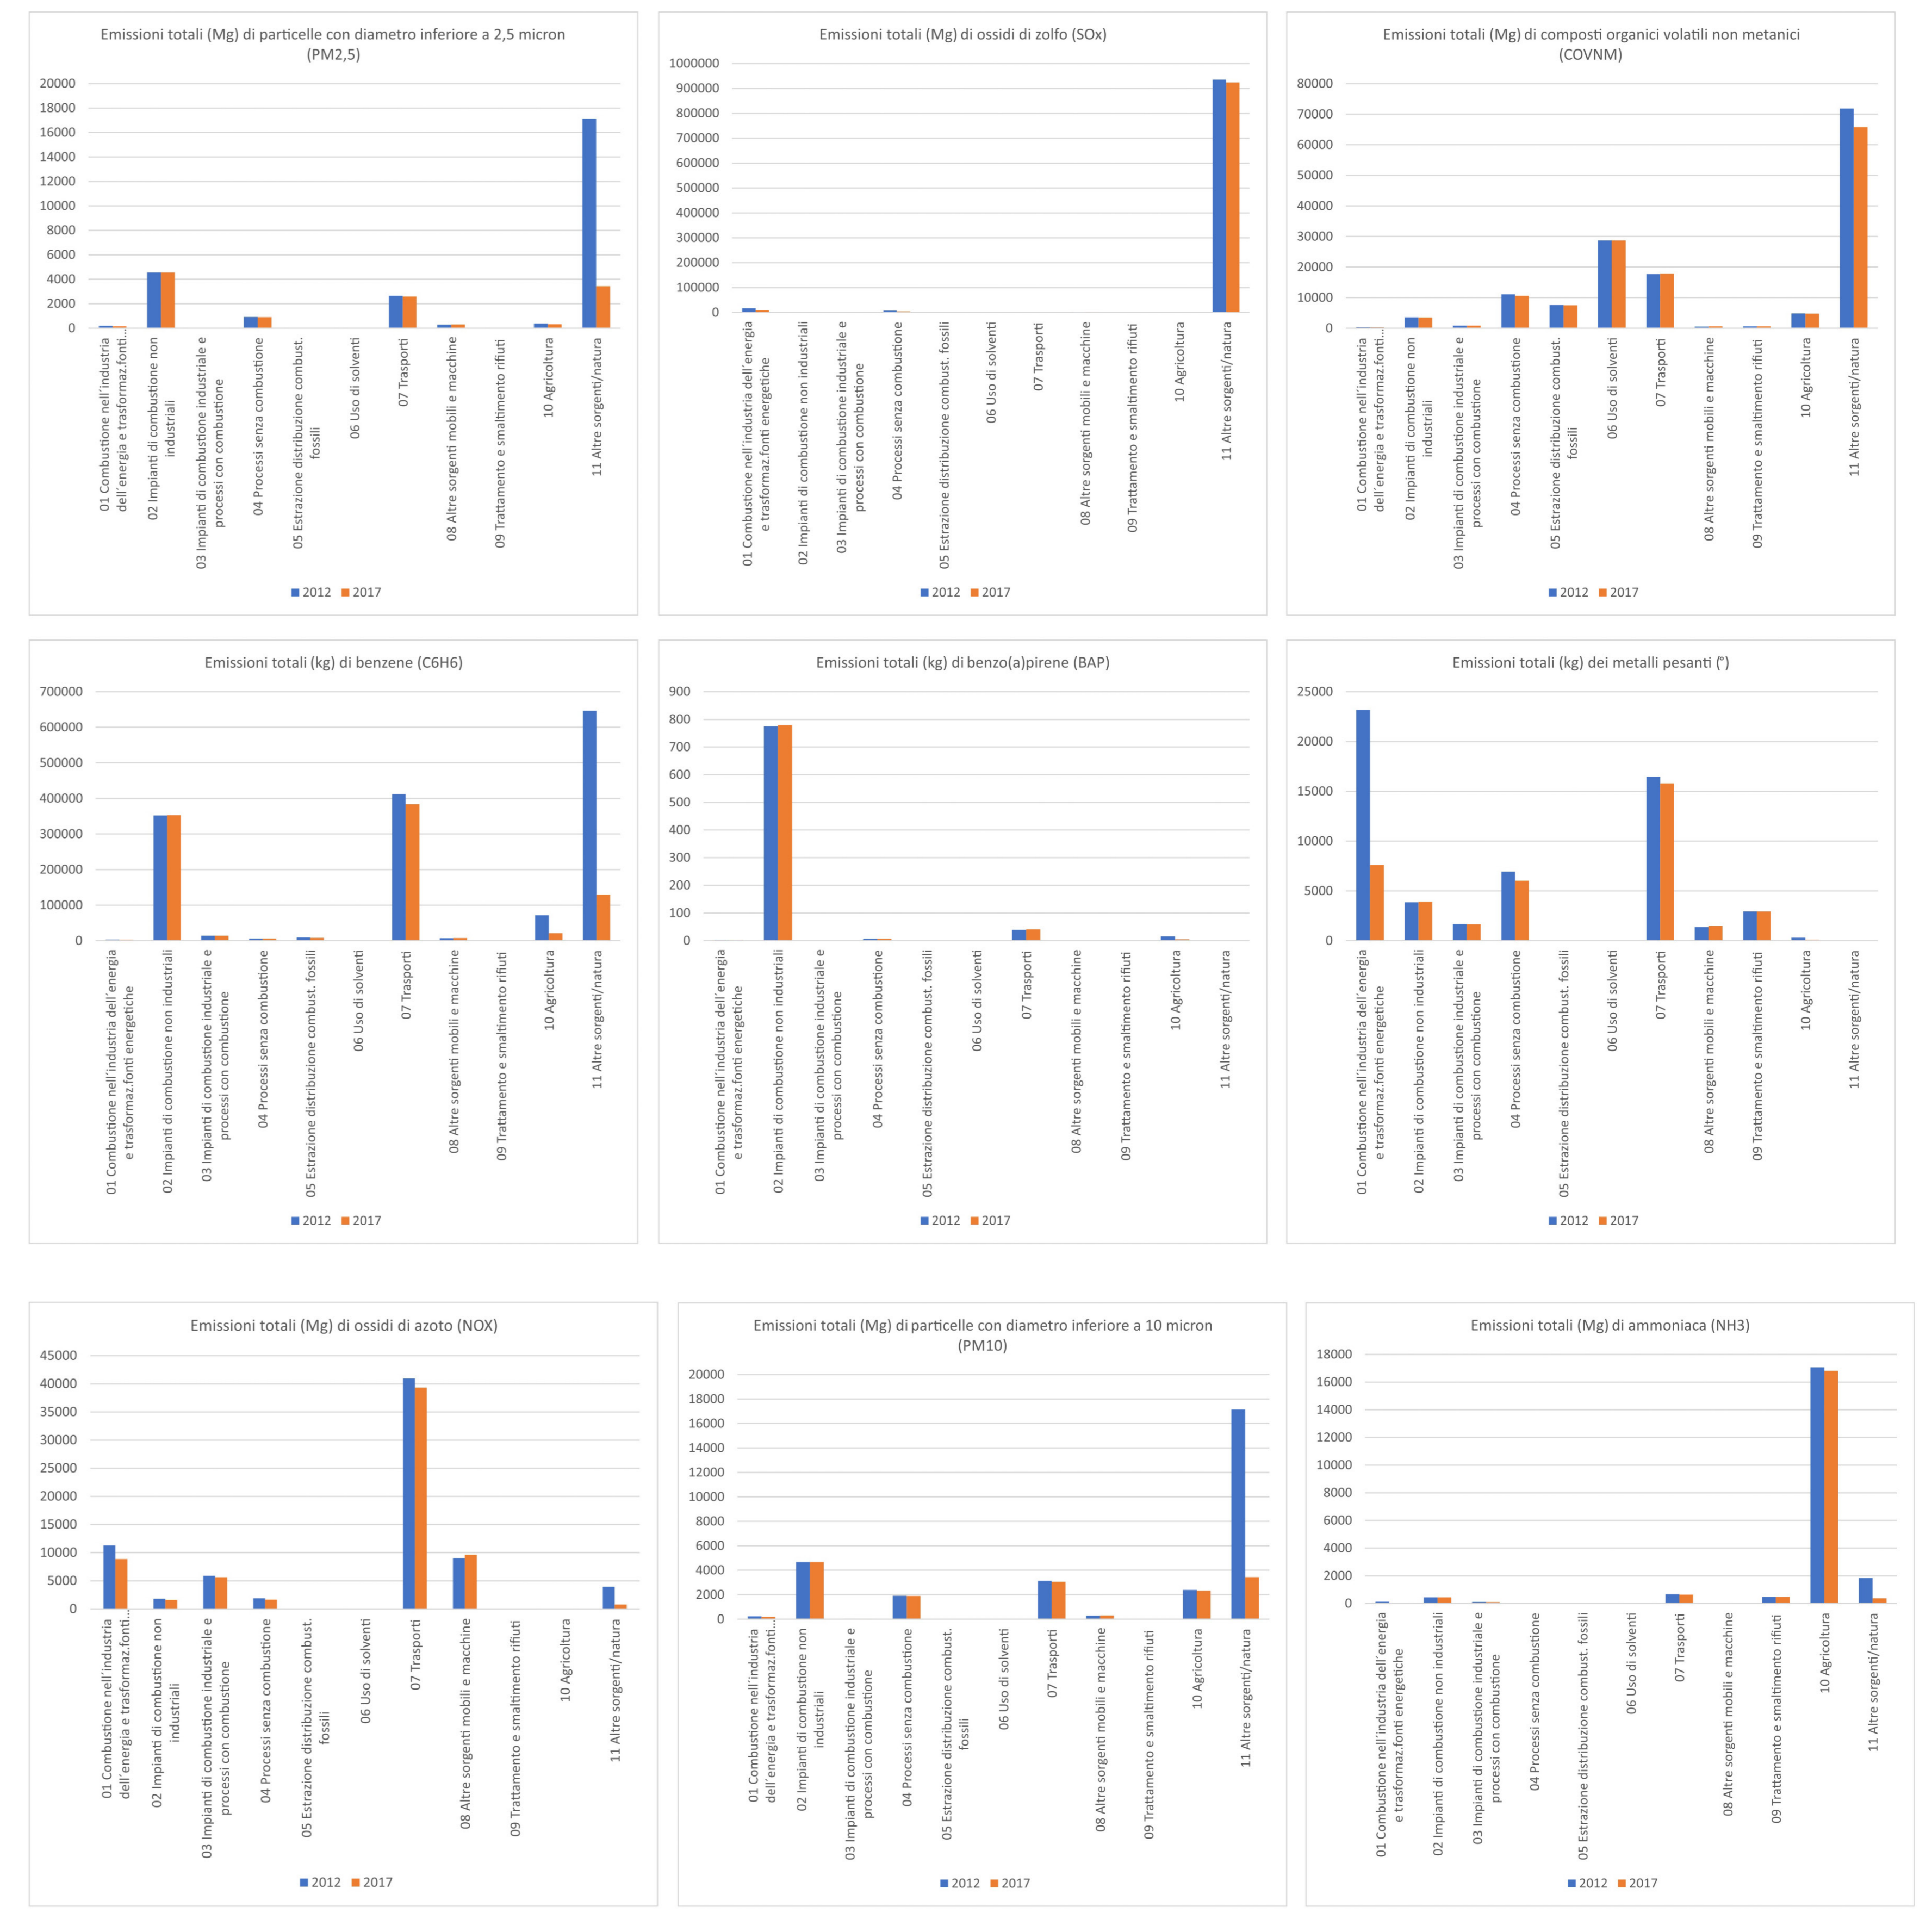 Emissioni totali (Mg) di particelle con diametro inferiore a 2,5 micron
(PM2,5)
20000
18000
16000
14000
12000
10000
8000
6000
4000
2000
0
01 Combustione nell´industria
dell´energia e trasformaz.fonti…
02 Impianti di combustione non
industriali
03 Impianti di combustione industriale e
processi con combustione
04 Processi senza combustione
05 Estrazione distribuzione combust.
fossili
06 Uso di solventi
07 Trasporti
08 Altre sorgenti mobili e macchine
09 Trattamento e smaltimento rifiuti
10 Agricoltura
11 Altre sorgenti/natura
2012 2017
Emissioni totali (Mg) di ossidi di zolfo (SOx)
1000000
900000
800000
700000
600000
500000
400000
300000
200000
100000
0
01 Combustione nell´industria dell´energia
e trasformaz.fonti energetiche
02 Impianti di combustione non industriali
03 Impianti di combustione industriale e
processi con combustione
04 Processi senza combustione
05 Estrazione distribuzione combust. fossili
06 Uso di solventi
07 Trasporti
08 Altre sorgenti mobili e macchine
09 Trattamento e smaltimento rifiuti
10 Agricoltura
11 Altre sorgenti/natura
2012 2017
Emissioni totali (Mg) di composti organici volatili non metanici
(COVNM)
80000
70000
60000
50000
40000
30000
20000
10000
0
01 Combustione nell´industria
dell´energia e trasformaz.fonti…
02 Impianti di combustione non
industriali
03 Impianti di combustione industriale e
processi con combustione
04 Processi senza combustione
05 Estrazione distribuzione combust.
fossili
06 Uso di solventi
07 Trasporti
08 Altre sorgenti mobili e macchine
09 Trattamento e smaltimento rifiuti
10 Agricoltura
11 Altre sorgenti/natura
2012 2017
Emissioni totali (kg) di benzene (C6H6)
700000
600000
500000
400000
300000
200000
100000
0
01 Combustione nell´industria dell´energia
e trasformaz.fonti energetiche
02 Impianti di combustione non industriali
03 Impianti di combustione industriale e
processi con combustione
04 Processi senza combustione
05 Estrazione distribuzione combust. fossili
06 Uso di solventi
07 Trasporti
08 Altre sorgenti mobili e macchine
09 Trattamento e smaltimento rifiuti
10 Agricoltura
11 Altre sorgenti/natura
2012 2017
Emissioni totali (kg) di benzo(a)pirene (BAP)
900
800
700
600
500
400
300
200
100
0
01 Combustione nell´industria dell´energia
e trasformaz.fonti energetiche
02 Impianti di combustione non industriali
03 Impianti di combustione industriale e
processi con combustione
04 Processi senza combustione
05 Estrazione distribuzione combust. fossili
06 Uso di solventi
07 Trasporti
08 Altre sorgenti mobili e macchine
09 Trattamento e smaltimento rifiuti
10 Agricoltura
11 Altre sorgenti/natura
2012 2017
Emissioni totali (kg) dei metalli pesanti (°)
25000
20000
15000
10000
5000
0
01 Combustione nell´industria dell´energia
e trasformaz.fonti energetiche
02 Impianti di combustione non industriali
03 Impianti di combustione industriale e
processi con combustione
04 Processi senza combustione
05 Estrazione distribuzione combust. fossili
06 Uso di solventi
07 Trasporti
08 Altre sorgenti mobili e macchine
09 Trattamento e smaltimento rifiuti
10 Agricoltura
11 Altre sorgenti/natura
2012 2017
Emissioni totali (Mg) di ossidi di azoto (NOX)
45000
40000
35000
30000
25000
20000
15000
10000
5000
0
01 Combustione nell´industria
dell´energia e trasformaz.fonti…
02 Impianti di combustione non
industriali
03 Impianti di combustione industriale e
processi con combustione
04 Processi senza combustione
05 Estrazione distribuzione combust.
fossili
06 Uso di solventi
07 Trasporti
08 Altre sorgenti mobili e macchine
09 Trattamento e smaltimento rifiuti
10 Agricoltura
11 Altre sorgenti/natura
2012 2017
Emissioni totali (Mg) di particelle con diametro inferiore a 10 micron
(PM10)
20000
18000
16000
14000
12000
10000
8000
6000
4000
2000
0
01 Combustione nell´industria
dell´energia e trasformaz.fonti…
02 Impianti di combustione non
industriali
03 Impianti di combustione industriale e
processi con combustione
04 Processi senza combustione
05 Estrazione distribuzione combust.
fossili
06 Uso di solventi
07 Trasporti
08 Altre sorgenti mobili e macchine
09 Trattamento e smaltimento rifiuti
10 Agricoltura
11 Altre sorgenti/natura
2012 2017
Emissioni totali (Mg) di ammoniaca (NH3)
18000
16000
14000
12000
10000
8000
6000
4000
2000
0
01 Combustione nell´industria dell´energia
e trasformaz.fonti energetiche
02 Impianti di combustione non industriali
03 Impianti di combustione industriale e
processi con combustione
04 Processi senza combustione
05 Estrazione distribuzione combust. fossili
06 Uso di solventi
07 Trasporti
08 Altre sorgenti mobili e macchine
09 Trattamento e smaltimento rifiuti
10 Agricoltura
11 Altre sorgenti/natura
2012 2017